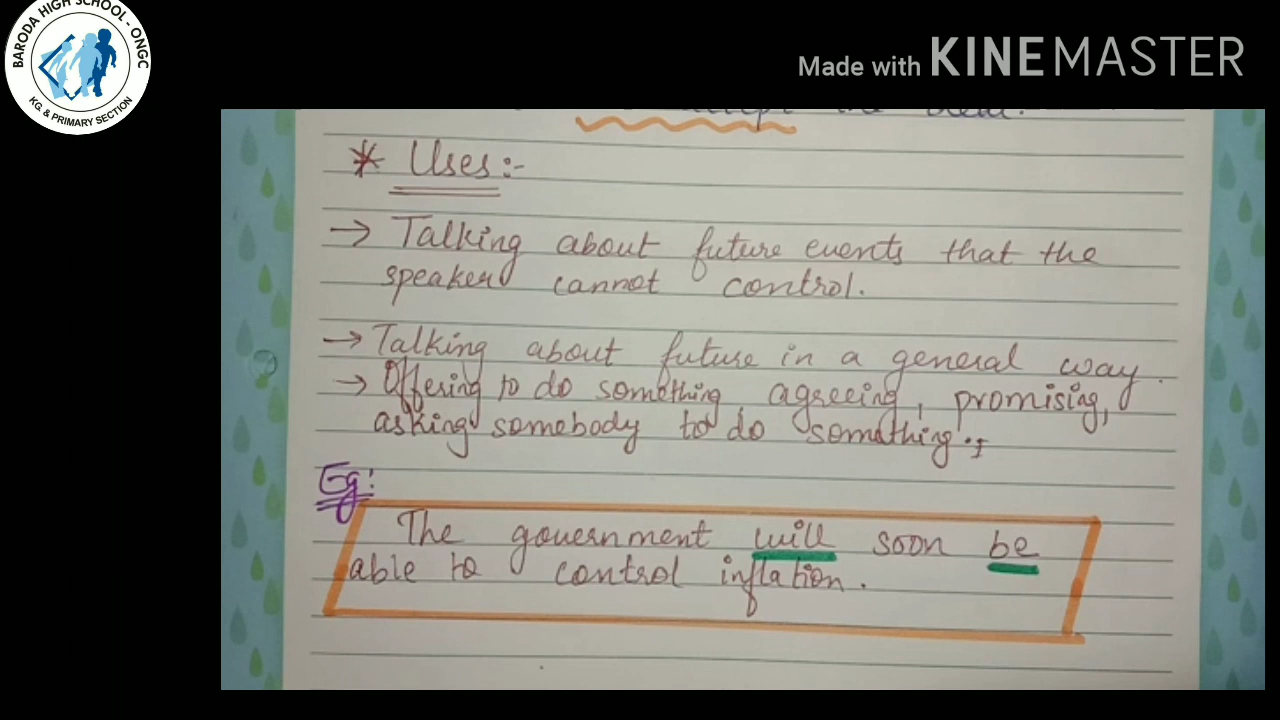 BARODA HIGH SCHOOL - ONGC
KG. & PRIMARY SECTION
Made with KINEMASTER
accept the
* Uses:-
→ Talking about future events that the
speaker cannot control.
→ Talking about future in a general way.
→ Offering to do something agreeing, promising,
asking somebody to do something.
Eg:
The government will soon be
able to control inflation.